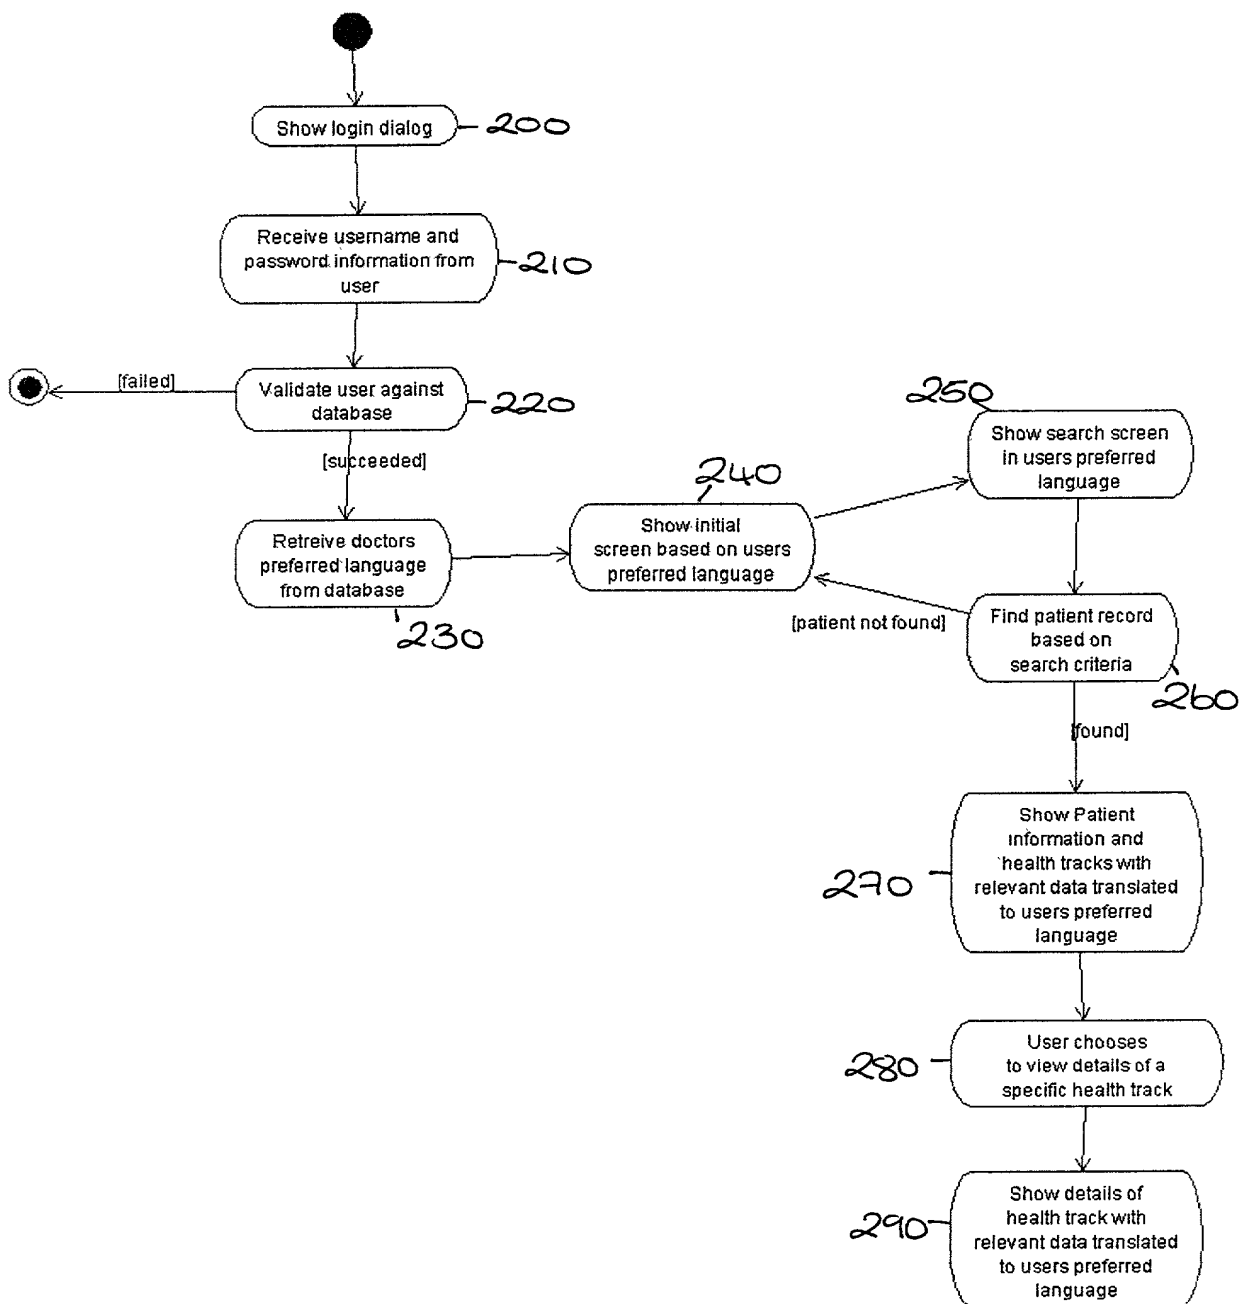 Show login dialog
200
Receive username and
password information from
user
210
[failed]
Validate user against
database
220
[succeeded]
Retreive doctors
preferred language
from database
230
240
Show initial
screen based on users
preferred language
250
Show search screen
in users preferred
language
[patient not found]
Find patient record
based on
search criteria
260
[found]
Show Patient
information and
health tracks with
relevant data translated
to users preferred
language
270
User chooses
to view details of a
specific health track
280
Show details of
health track with
relevant data translated
to users preferred
language
290